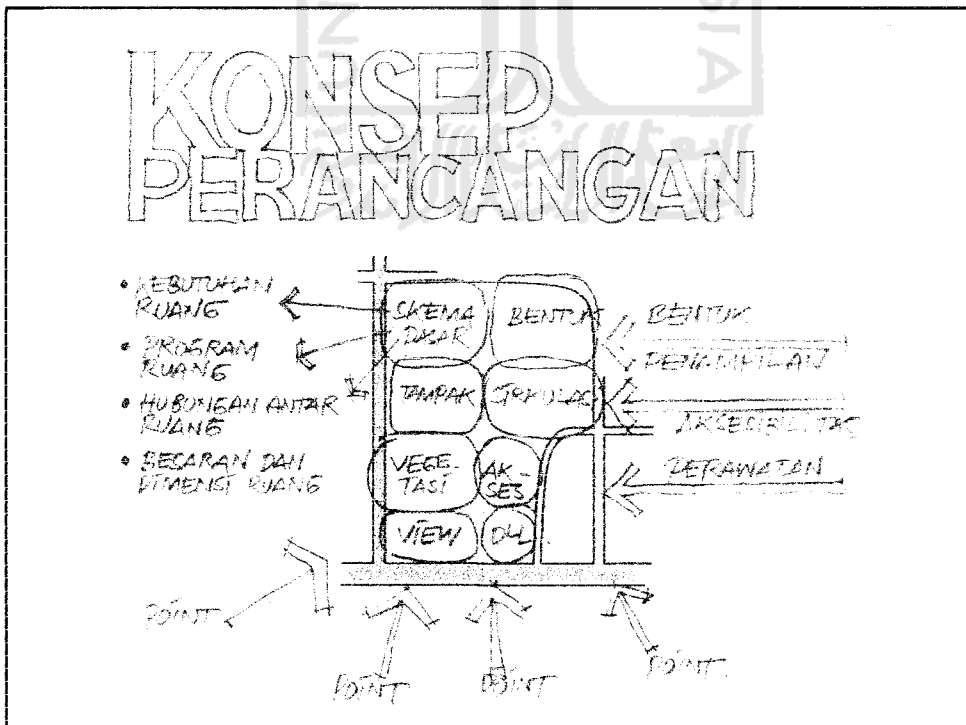 KONSEP
PERANCANGAN
• KEBUTUHAN
RUANG
• PROGRAM
RUANG
• HUBUNGAN ANTAR
RUANG
• BESARAN DAN
DIMENSI RUANG
SKEMA
DASAR
BENTUK
TAMPAK
SIRKULASI
VEGE-
TASI
AK-
SES
VIEW
DLL.
BENTUK
PENAMPILAN
AKSESIBILITAS
PERAWATAN
POINT
POINT
POINT
POINT